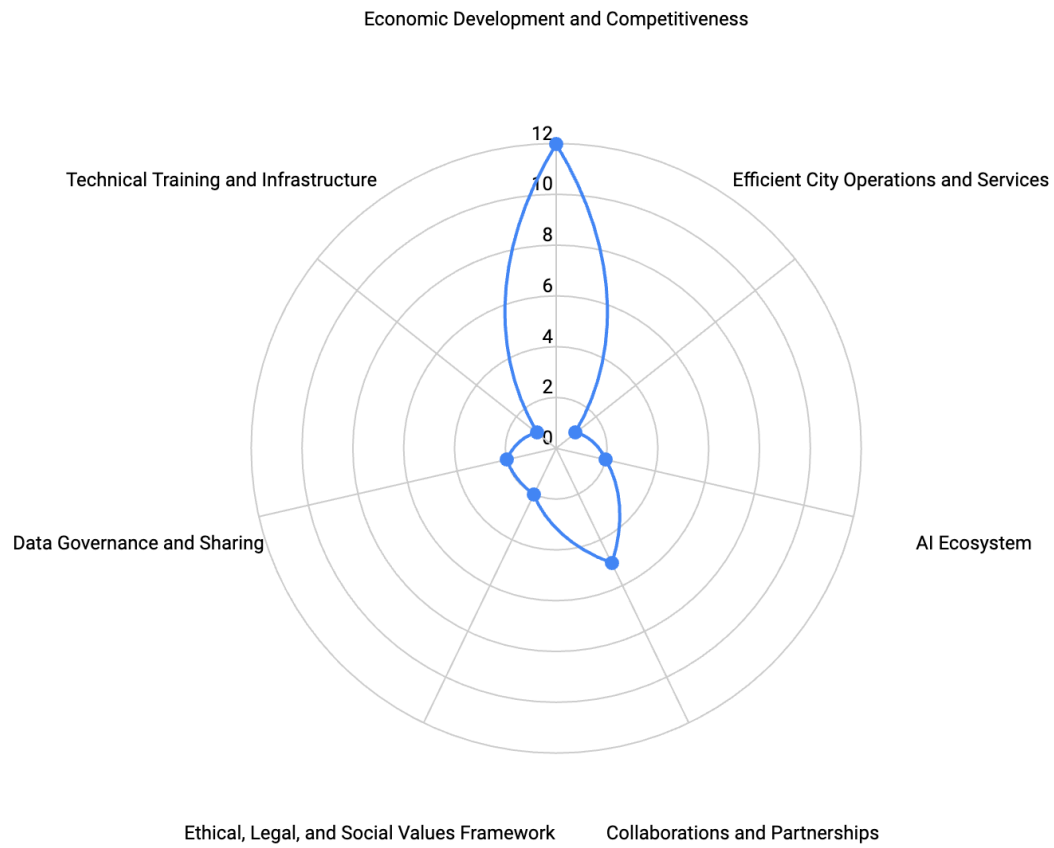 Economic Development and Competitiveness
12
Technical Training and Infrastructure
Efficient City Operations and Services
10
8
6
4
2
0
Data Governance and Sharing
AI Ecosystem
Ethical, Legal, and Social Values Framework
Collaborations and Partnerships